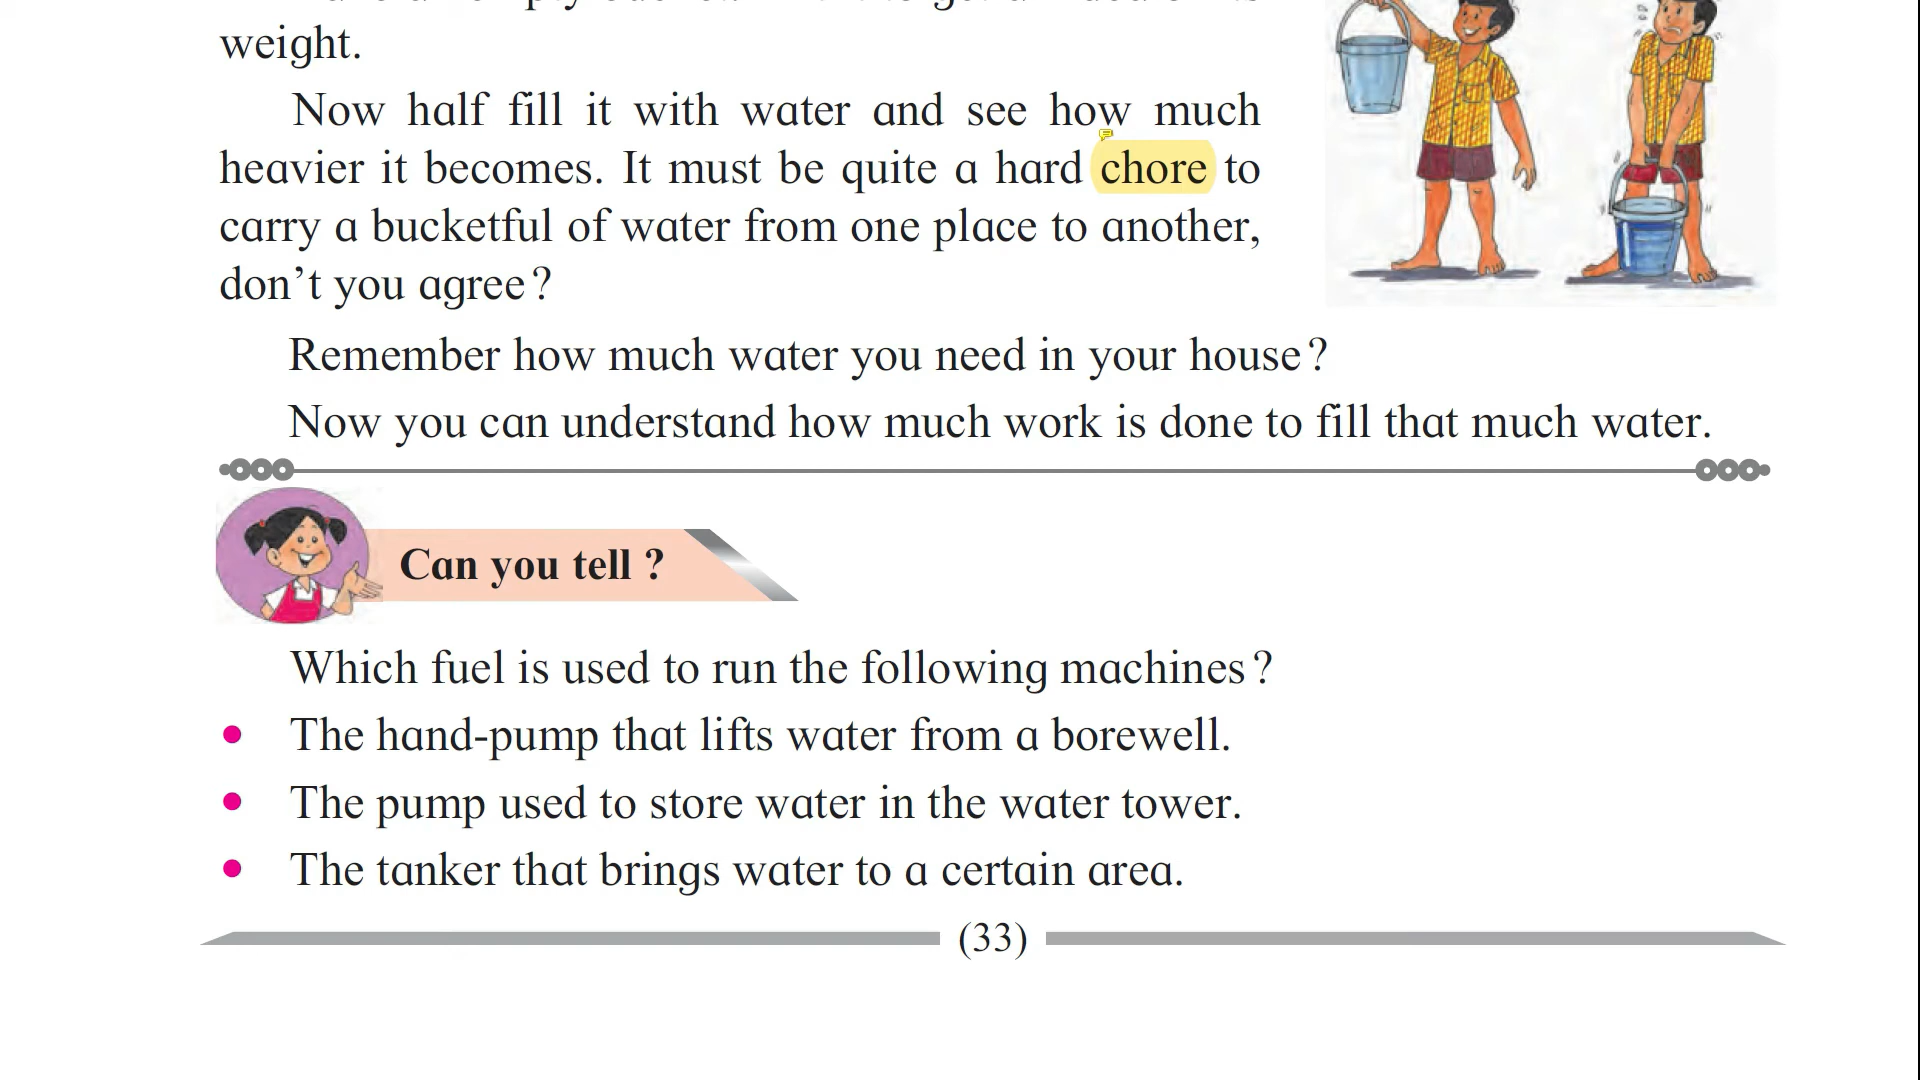 weight.
Now half fill it with water and see how much
heavier it becomes. It must be quite a hard chore to
carry a bucketful of water from one place to another,
don't you agree?
Remember how much water you need in your house?
Now you can understand how much work is done to fill that much water.
Can you tell ?
Which fuel is used to run the following machines?
• The hand-pump that lifts water from a borewell.
• The pump used to store water in the water tower.
• The tanker that brings water to a certain area.
(33)